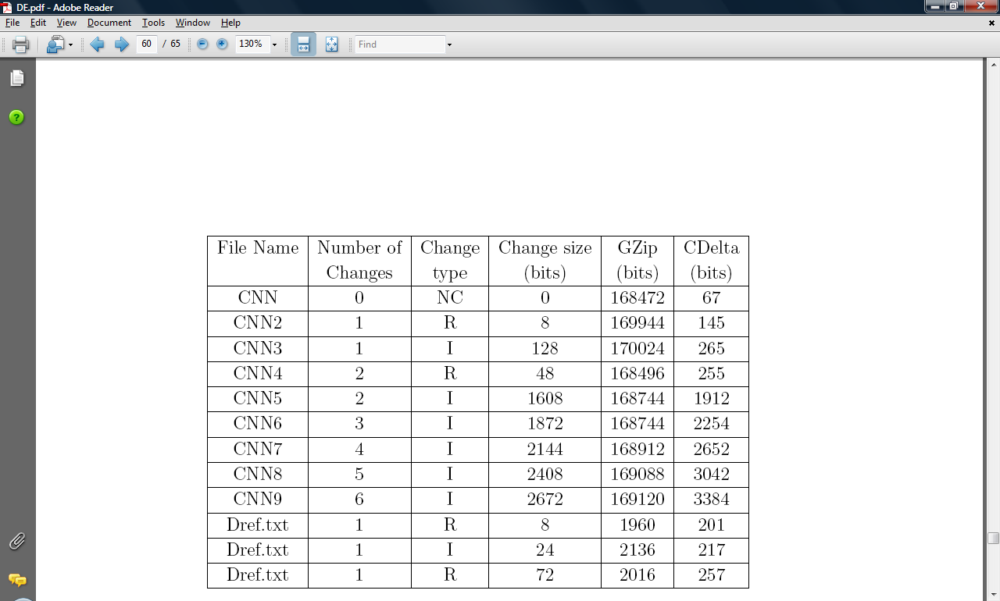 DE.pdf - Adobe Reader
File Edit View Document Tools Window Help
60 / 65 130% Find
File Name Number of Changes Change type Change size (bits) GZip (bits) CDelta (bits)
CNN 0 NC 0 168472 67
CNN2 1 R 8 169944 145
CNN3 1 I 128 170024 265
CNN4 2 R 48 168496 255
CNN5 2 I 1608 168744 1912
CNN6 3 I 1872 168744 2254
CNN7 4 I 2144 168912 2652
CNN8 5 I 2408 169088 3042
CNN9 6 I 2672 169120 3384
Dref.txt 1 R 8 1960 201
Dref.txt 1 I 24 2136 217
Dref.txt 1 R 72 2016 257